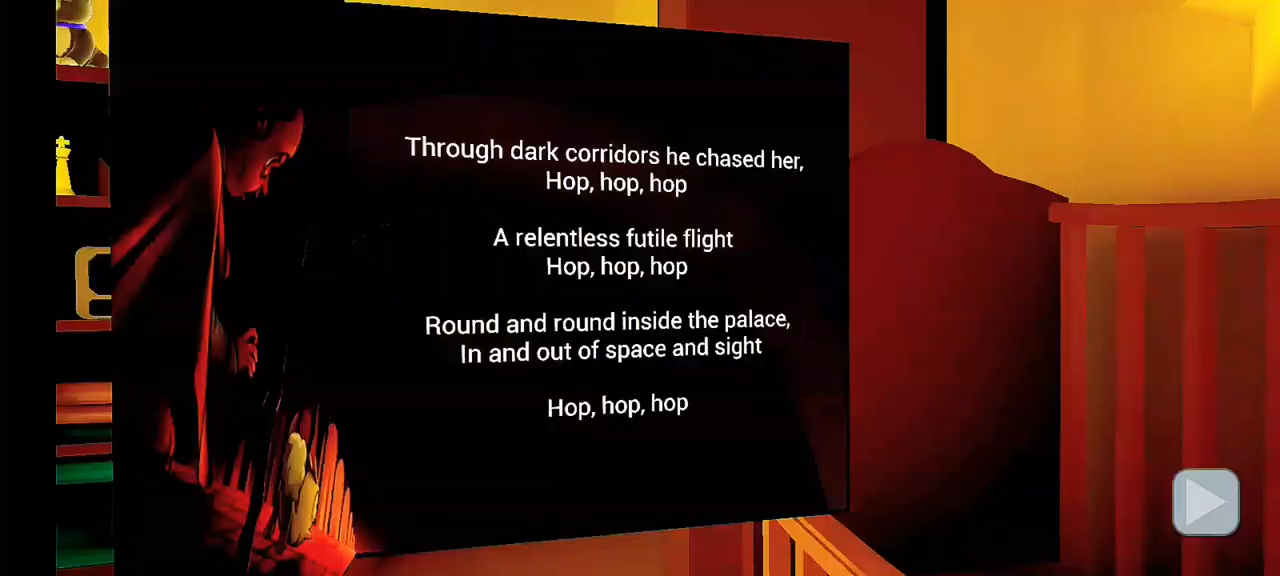 Through dark corridors he chased her,
Hop, hop, hop
A relentless futile flight
Hop, hop, hop
Round and round inside the palace,
In and out of space and sight
Hop, hop, hop